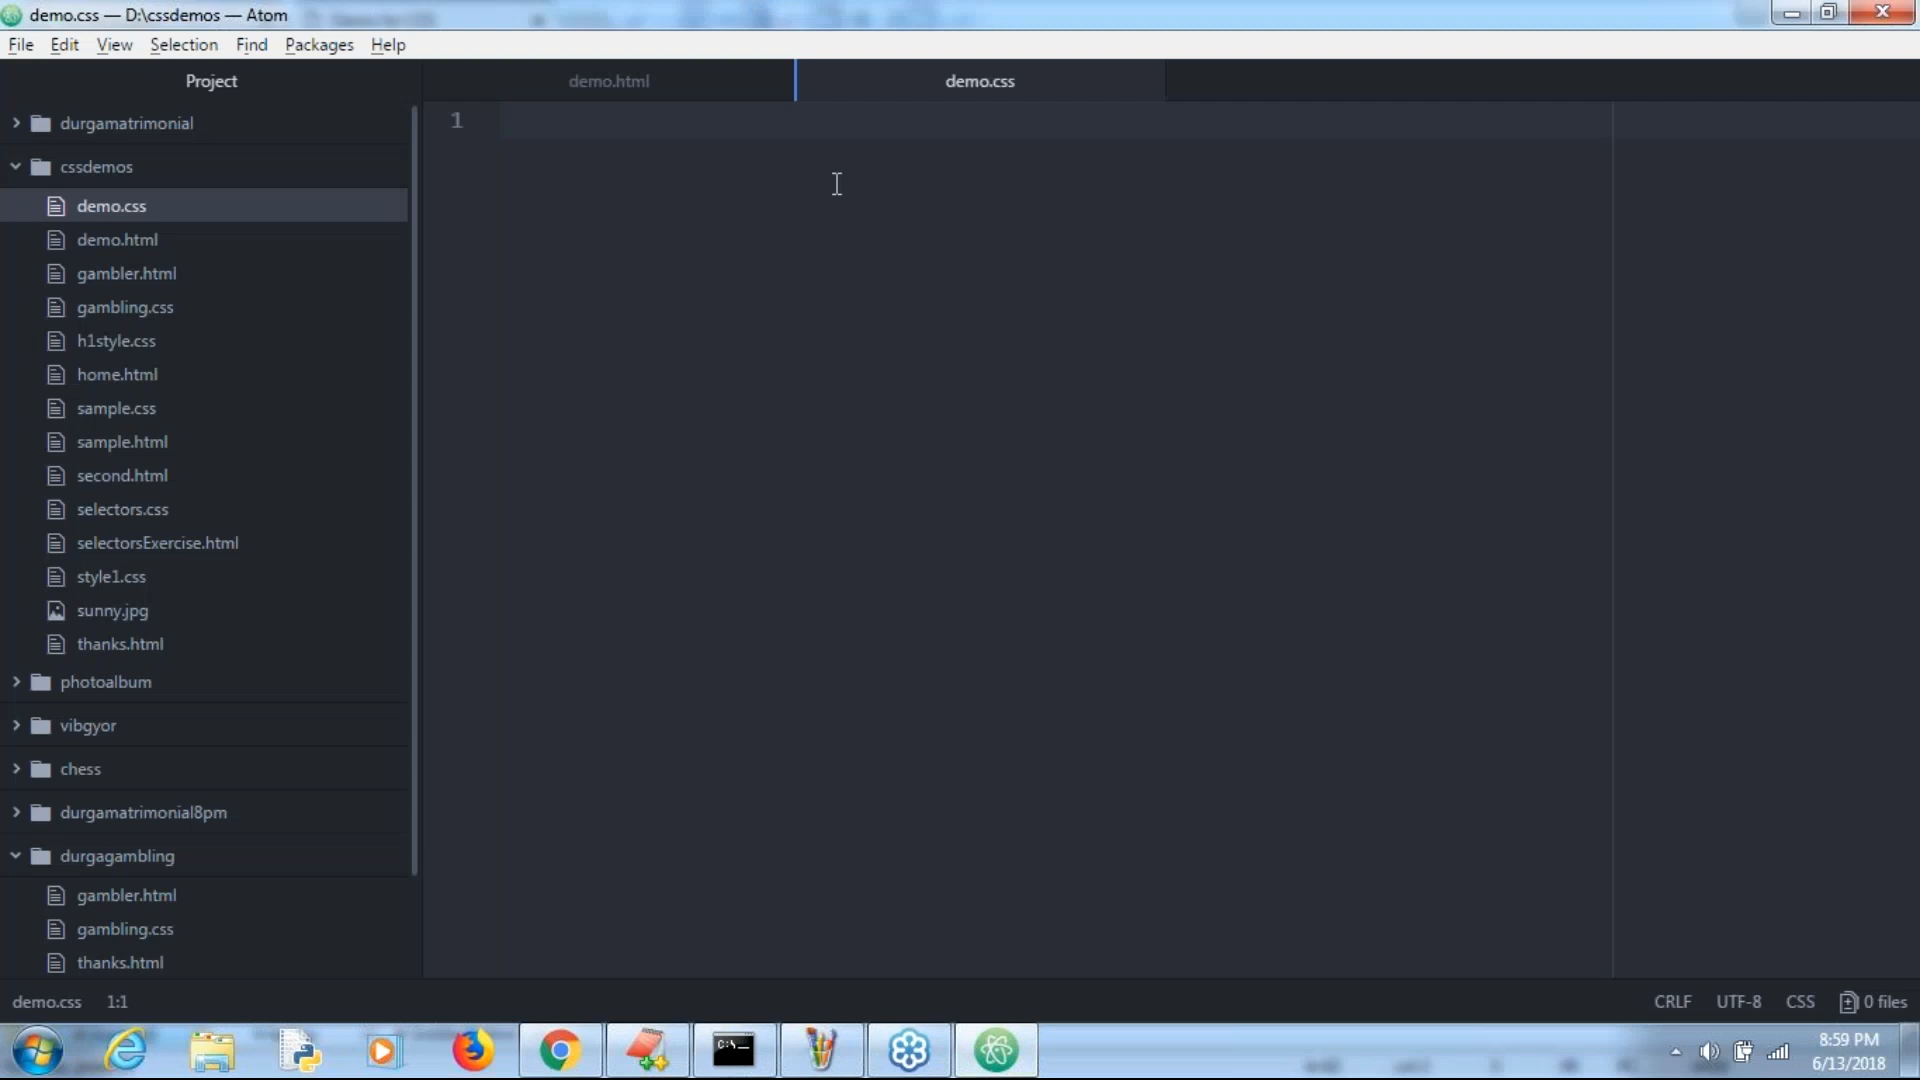 demo.css — D:\cssdemos — Atom
File Edit View Selection Find Packages Help
Project
demo.html
demo.css
durgamatrimonial
1
cssdemos
demo.css
demo.html
gambler.html
gambling.css
h1style.css
home.html
sample.css
sample.html
second.html
selectors.css
selectorsExercise.html
style1.css
sunny.jpg
thanks.html
photoalbum
vibgyor
chess
durgamatrimonial8pm
durgagambling
gambler.html
gambling.css
thanks.html
demo.css 1:1
CRLF UTF-8 CSS 0 files
C:\
8:59 PM
6/13/2018